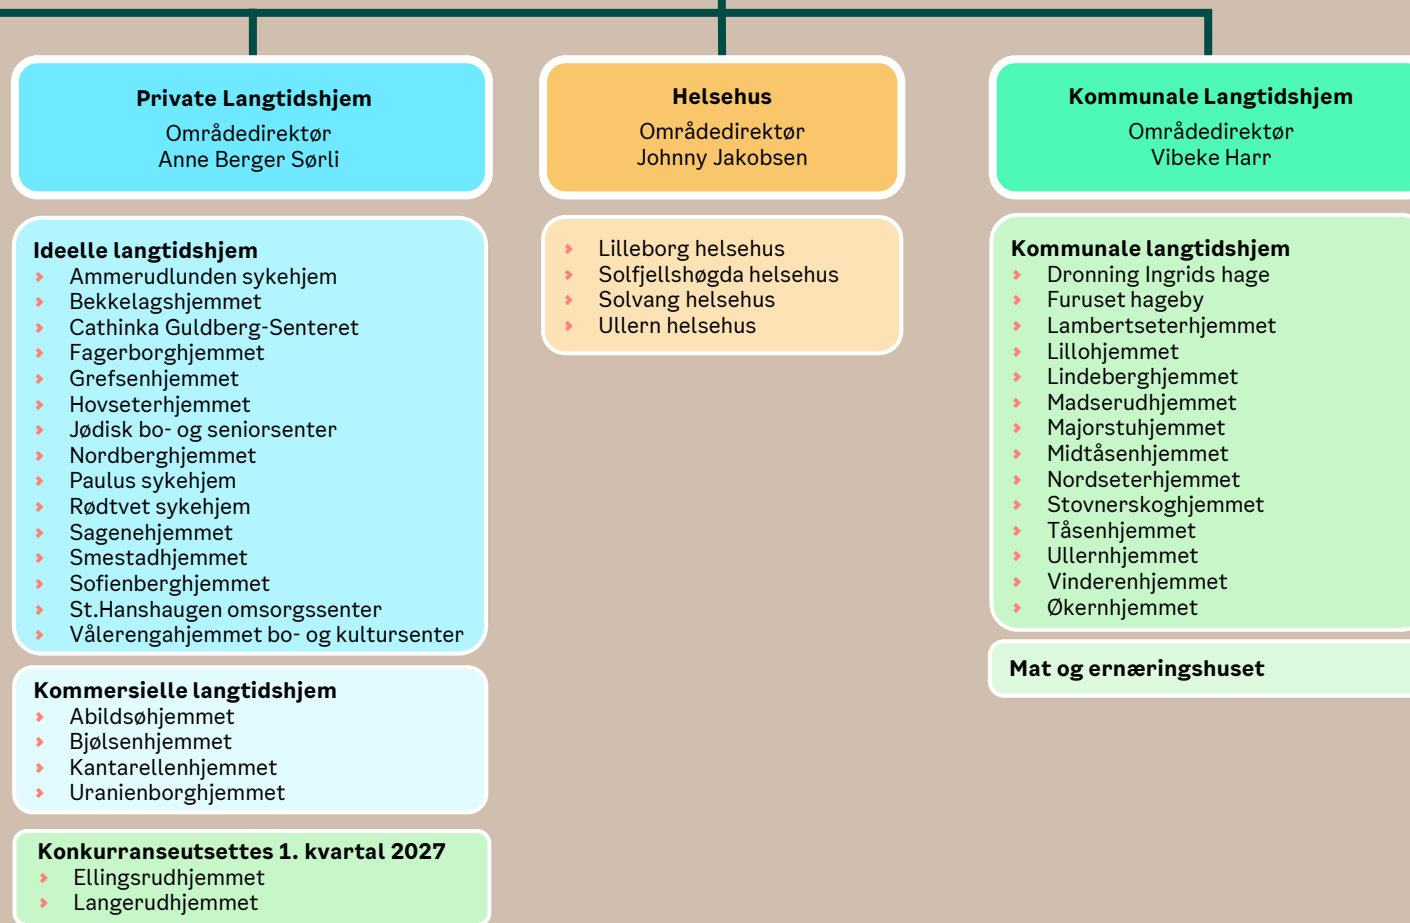 Private Langtidshjem
Områdedirektør
Anne Berger Sørli
Ideelle langtidshjem
Ammerudlunden sykehjem
Bekkelagshjemmet
Cathinka Guldberg-Senteret
Fagerborghjemmet
Grefsenhjemmet
Hovseterhjemmet
Jødisk bo- og seniorsenter
Nordberghjemmet
Paulus sykehjem
Rødtvet sykehjem
Sagenehjemmet
Smestadhjemmet
Sofienberghjemmet
St.Hanshaugen omsorgssenter
Vålerengahjemmet bo- og kultursenter
Kommersielle langtidshjem
Abildsøhjemmet
Bjølsenhjemmet
Kantarellenhjemmet
Uranienborghjemmet
Konkurranseutsettes 1. kvartal 2027
Ellingsrudhjemmet
Langerudhjemmet
Helsehus
Områdedirektør
Johnny Jakobsen
Lilleborg helsehus
Solfjellshøgda helsehus
Solvang helsehus
Ullern helsehus
Kommunale Langtidshjem
Områdedirektør
Vibeke Harr
Kommunale langtidshjem
Dronning Ingrids hage
Furuset hageby
Lambertseterhjemmet
Lillohjemmet
Lindeberghjemmet
Madserudhjemmet
Majorstuhjemmet
Midtåsenhjemmet
Nordseterhjemmet
Stovnerskoghjemmet
Tåsenhjemmet
Ullernhjemmet
Vinderenhjemmet
Økernhjemmet
Mat og ernæringshuset